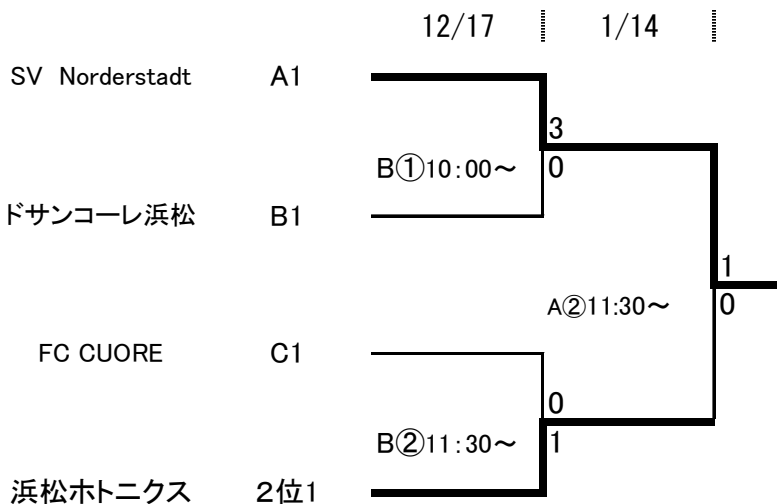 12/17 1/14
SV Norderstadt A1
3
B①10:00～ 0
ドサンコーレ浜松 B1
1
A②11:30～ 0
FC CUORE C1
0
B②11:30～ 1
浜松ホトニクス 2位1